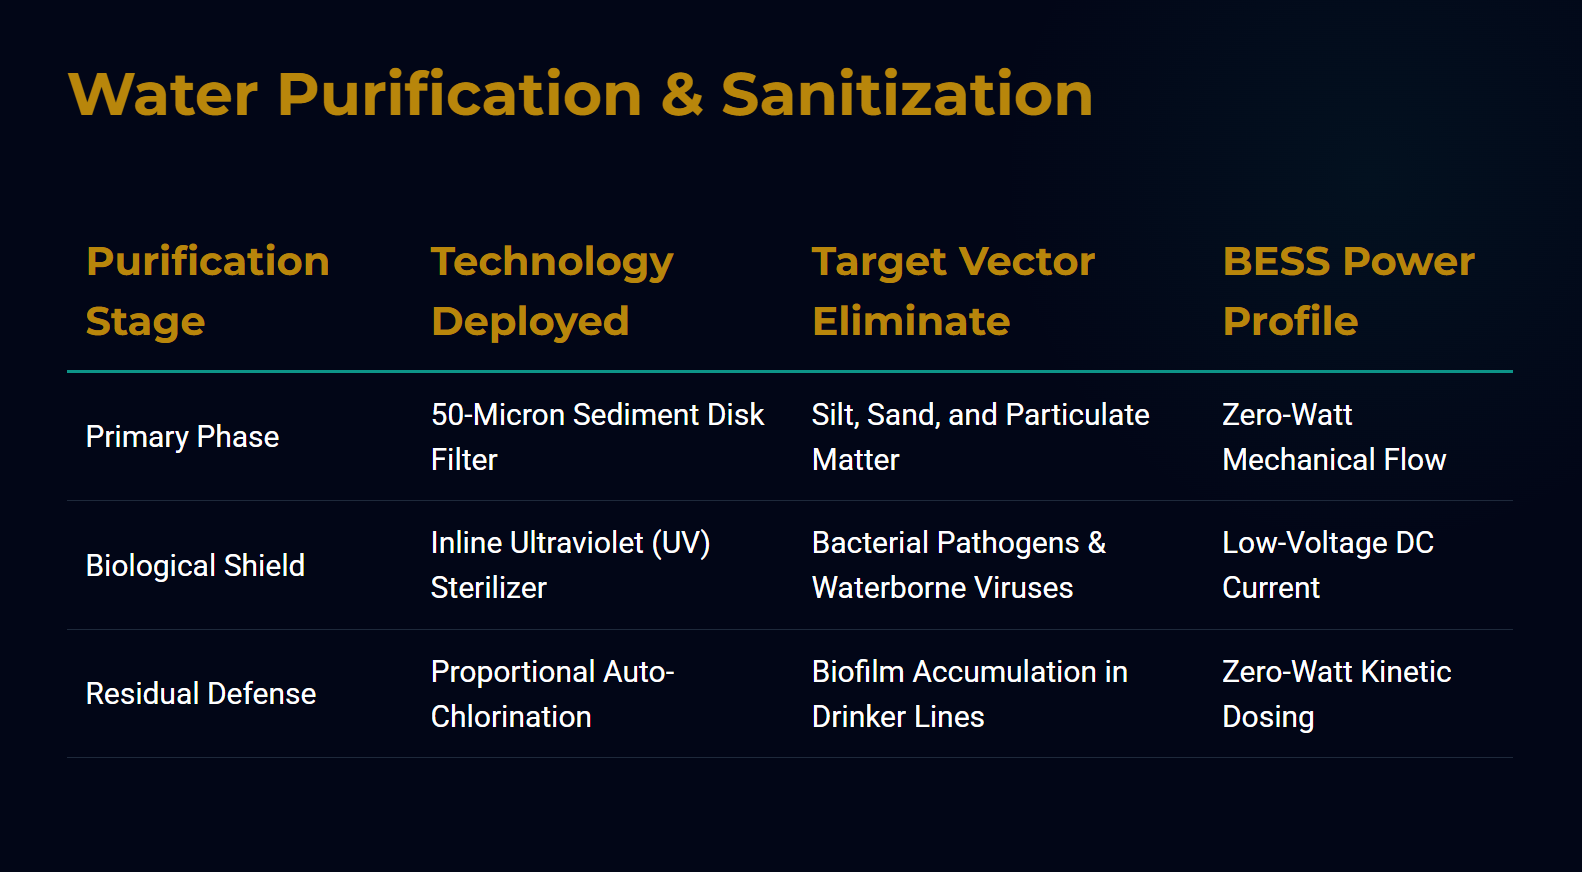 Water Purification & Sanitization
Purification
Stage
Technology
Deployed
Target Vector
Eliminate
BESS Power
Profile
Primary Phase
50-Micron Sediment Disk
Filter
Silt, Sand, and Particulate
Matter
Zero-Watt
Mechanical Flow
Biological Shield
Inline Ultraviolet (UV)
Sterilizer
Bacterial Pathogens &
Waterborne Viruses
Low-Voltage DC
Current
Residual Defense
Proportional Auto-
Chlorination
Biofilm Accumulation in
Drinker Lines
Zero-Watt Kinetic
Dosing